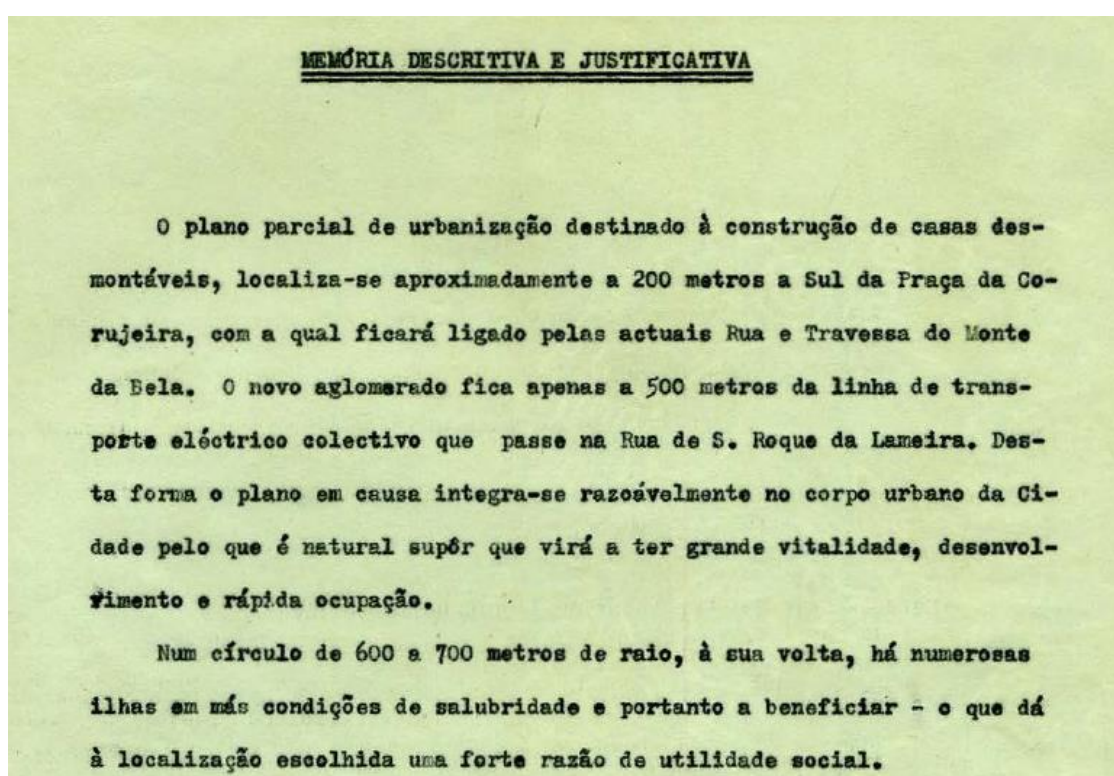 MEMÓRIA DESCRITIVA E JUSTIFICATIVA
O plano parcial de urbanização destinado à construção de casas des-
montáveis, localiza-se aproximadamente a 200 metros a Sul da Praça da Co-
rujeira, com a qual ficará ligado pelas actuais Rua e Travessa do Monte
da Bela. O novo aglomerado fica apenas a 500 metros da linha de trans-
porte eléctrico colectivo que passe na Rua de S. Roque da Lameira. Des-
ta forma o plano em causa integra-se razoávelmente no corpo urbano da Ci-
dade pelo que é natural supôr que virá a ter grande vitalidade, desenvol-
vimento e rápida ocupação.
Num círculo de 600 a 700 metros de raio, à sua volta, há numerosas
ilhas em más condições de salubridade e portanto a beneficiar - o que dá
à localização escolhida uma forte razão de utilidade social.